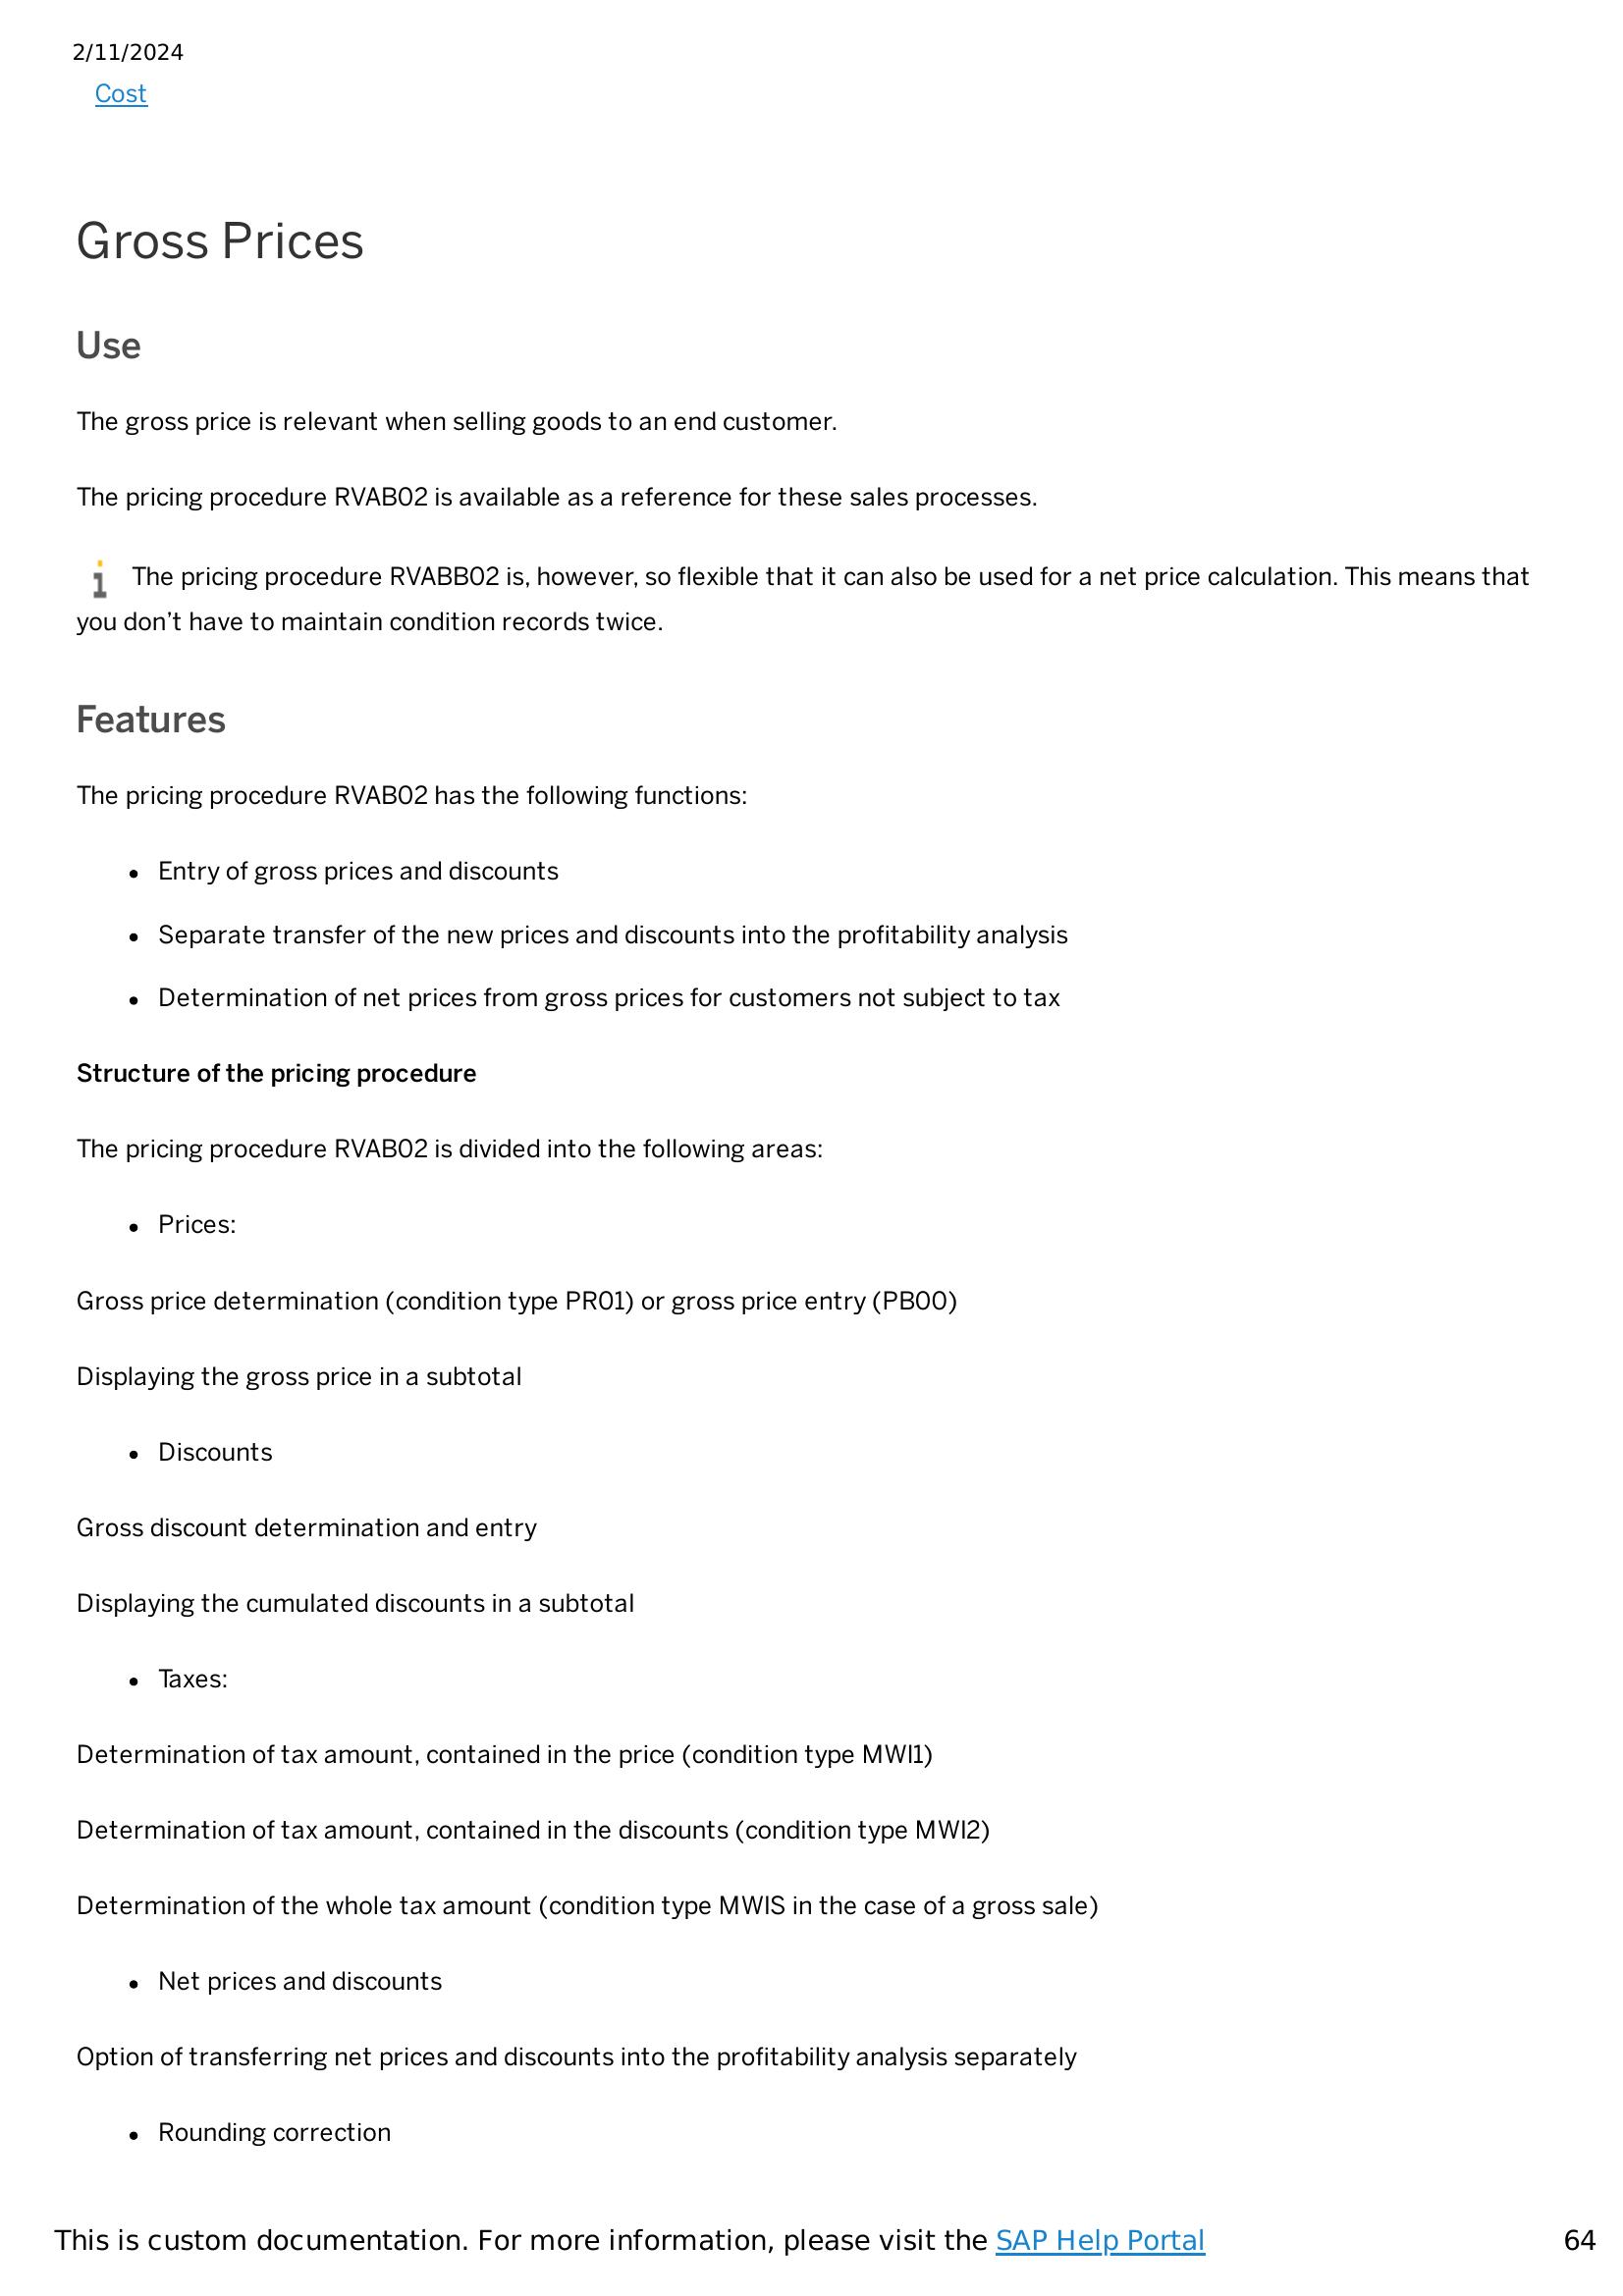 2/11/2024
Cost
Gross Prices
Use
The gross price is relevant when selling goods to an end customer.
The pricing procedure RVAB02 is available as a reference for these sales processes.
The pricing procedure RVABB02 is, however, so flexible that it can also be used for a net price calculation. This means that
you don’t have to maintain condition records twice.
Features
The pricing procedure RVAB02 has the following functions:
• Entry of gross prices and discounts
• Separate transfer of the new prices and discounts into the profitability analysis
• Determination of net prices from gross prices for customers not subject to tax
Structure of the pricing procedure
The pricing procedure RVAB02 is divided into the following areas:
• Prices:
Gross price determination (condition type PR01) or gross price entry (PB00)
Displaying the gross price in a subtotal
• Discounts
Gross discount determination and entry
Displaying the cumulated discounts in a subtotal
• Taxes:
Determination of tax amount, contained in the price (condition type MWI1)
Determination of tax amount, contained in the discounts (condition type MWI2)
Determination of the whole tax amount (condition type MWIS in the case of a gross sale)
• Net prices and discounts
Option of transferring net prices and discounts into the profitability analysis separately
• Rounding correction
This is custom documentation. For more information, please visit the SAP Help Portal 64